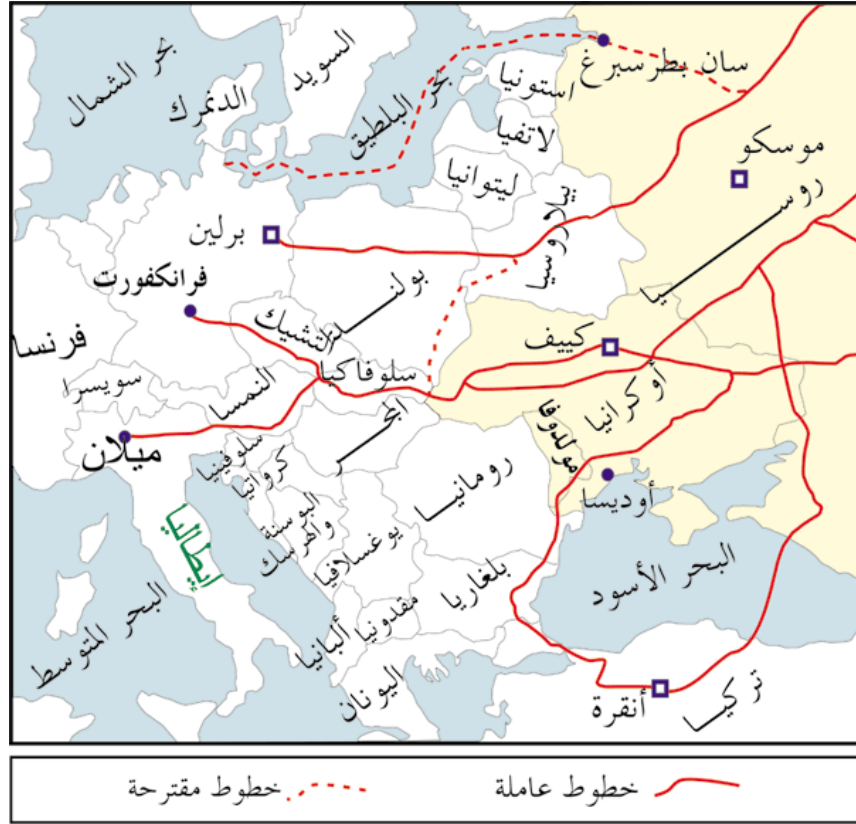 السويد
بحر الشمال
الدنمرك
سان بطرسبرغ
بحر البلطيق
استونيا
لاتفيا
ليتوانيا
موسكو
روسيا
بيلاروسيا
برلين
بولندا
فرانكفورت
التشيك
كييف
فرنسا
سويسرا
النمسا
سلوفاكيا
أوكرانيا
المجر
مولدوفا
ميلان
سلوفينيا
كرواتيا
رومانيا
أوديسا
البوسنة
والهرسك
يوغسلافيا
إيطاليا
بلغاريا
البحر الأسود
البحر المتوسط
ألبانيا
مقدونيا
اليونان
أنقرة
تركيا
خطوط عاملة
خطوط مقترحة